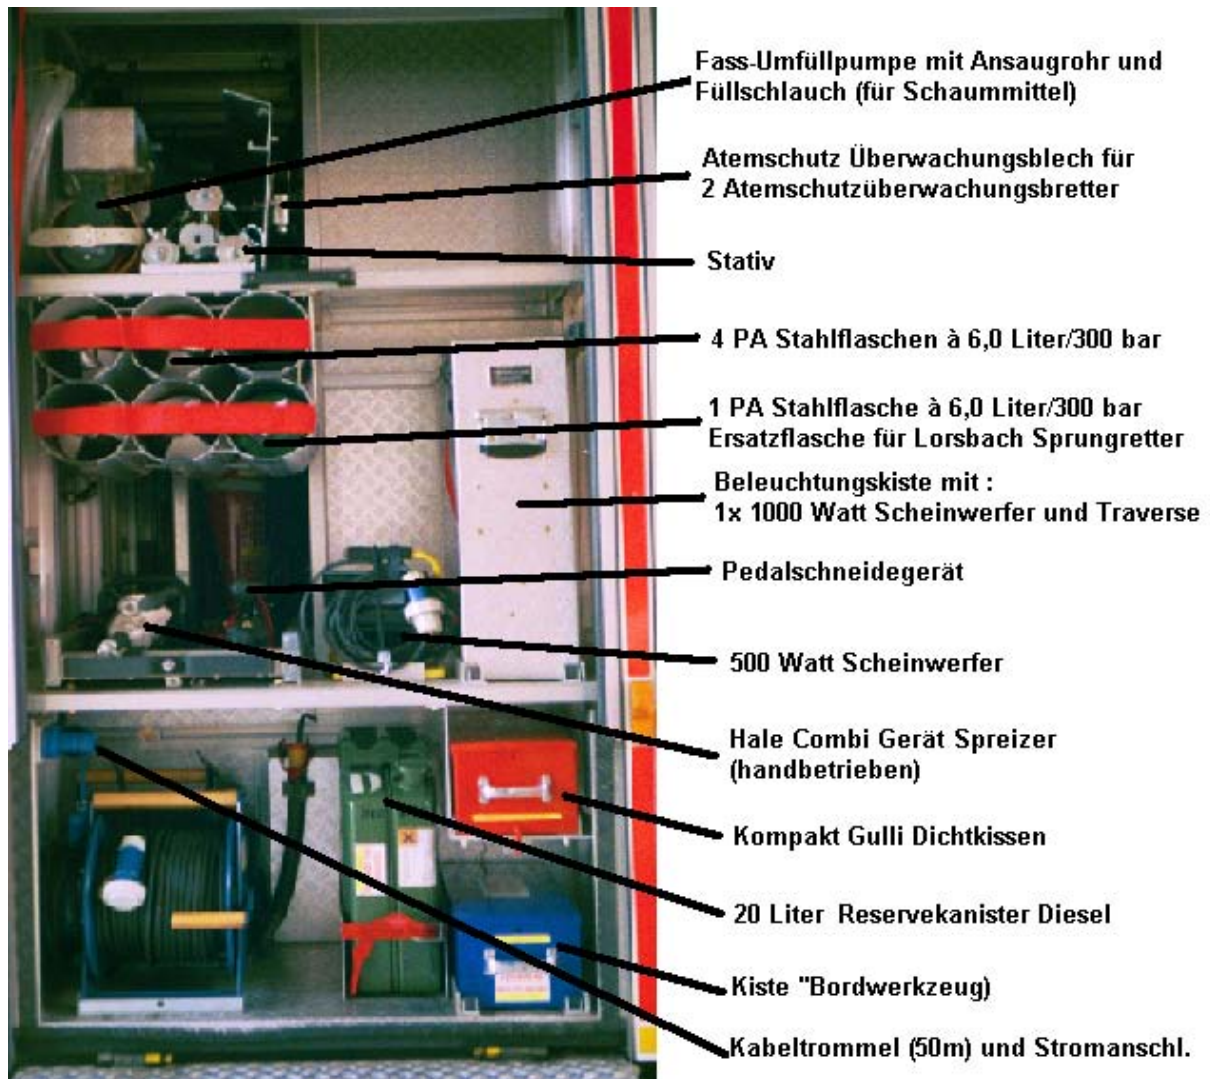 Fass-Umfüllpumpe mit Ansaugrohr und
Füllschlauch (für Schaummittel)
Atemschutz Überwachungsblech für
2 Atemschutzüberwachungsbretter
Stativ
4 PA Stahlflaschen à 6,0 Liter/300 bar
1 PA Stahlflasche à 6,0 Liter/300 bar
Ersatzflasche für Lorsbach Sprungretter
Beleuchtungskiste mit :
1x 1000 Watt Scheinwerfer und Traverse
Pedalschneidegerät
500 Watt Scheinwerfer
Hale Combi Gerät Spreizer
(handbetrieben)
Kompakt Gulli Dichtkissen
20 Liter  Reservekanister Diesel
Kiste "Bordwerkzeug)
Kabeltrommel (50m) und Stromanschl.